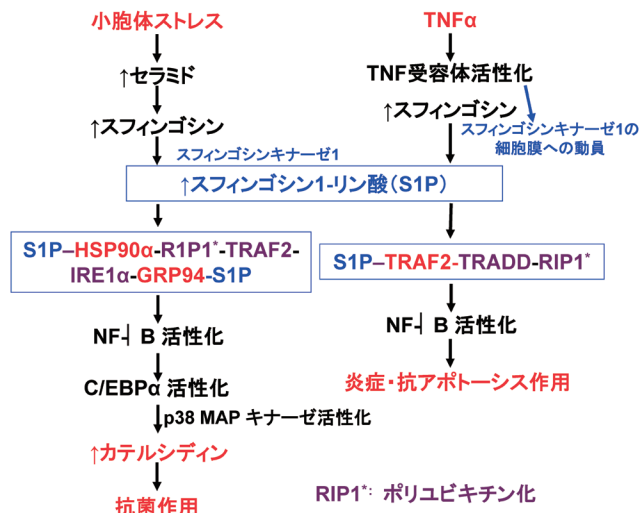 小胞体ストレス
↑セラミド
↑スフィンゴシン
TNFα
TNF受容体活性化
↑スフィンゴシン
スフィンゴシンキナーゼ1の
細胞膜への動員
スフィンゴシンキナーゼ1
↑スフィンゴシン1-リン酸（S1P）
S1P–HSP90α-R1P1*-TRAF2-
IRE1α-GRP94-S1P
NF-┤ B 活性化
C/EBPα 活性化
p38 MAP キナーゼ活性化
↑カテルシディン
抗菌作用
S1P–TRAF2-TRADD-RIP1*
NF-┤ B 活性化
炎症・抗アポトーシス作用
RIP1*: ポリユビキチン化